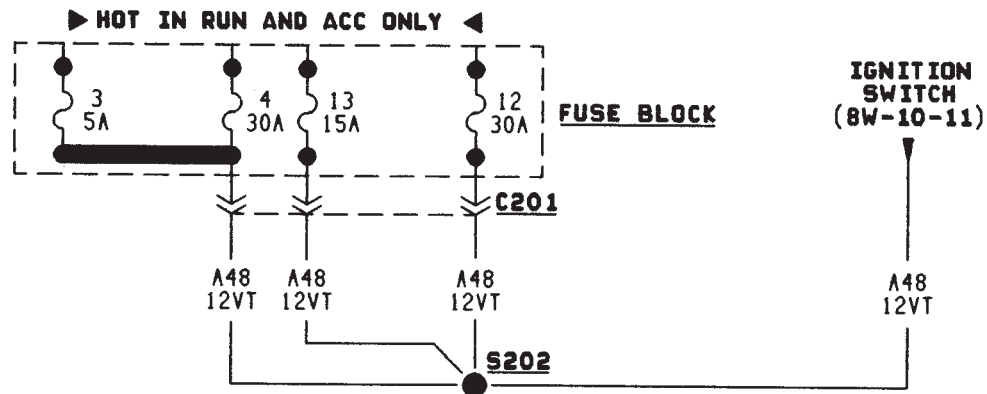 HOT IN RUN AND ACC ONLY
3
5A
4
30A
13
15A
12
30A
FUSE BLOCK
IGNITION
SWITCH
(8W-10-11)
C201
A48
12VT
A48
12VT
A48
12VT
A48
12VT
S202